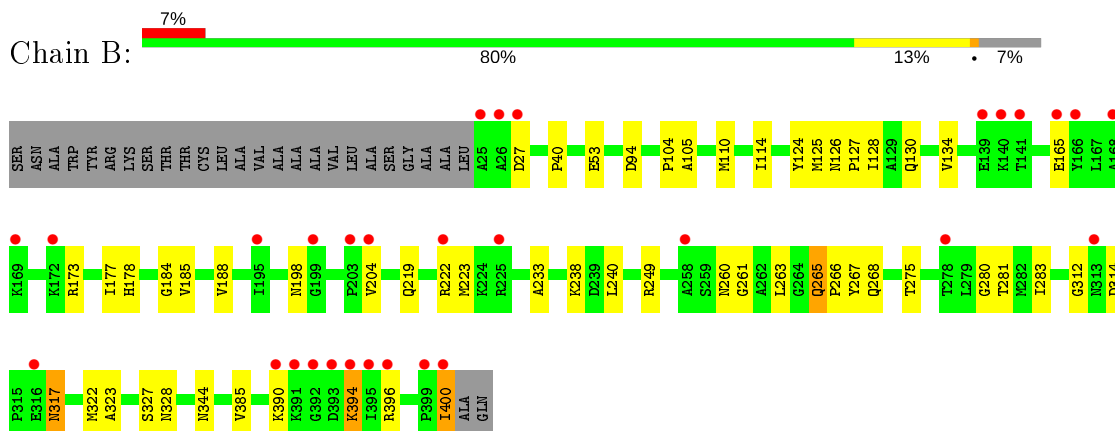 7%
Chain B:
80% 13% • 7%
SER ASN ALA TRP TYR ARG LYS SER THR THR CYS LEU ALA VAL ALA ALA ALA VAL LEU ALA SER GLY ALA ALA LEU A25 A26 D27 P40 E53 D94 P104 A105 M110 I114 Y124 M125 N126 P127 I128 A129 Q130 V134 E139 K140 T141 E165 Y166 L167 A168
K169 K172 R173 I177 H178 G184 V185 V188 I195 N198 G199 P203 V204 Q219 R222 M223 K224 R225 A233 K238 D239 L240 R249 A258 S259 N260 G261 A262 L263 G264 Q265 P266 Y267 Q268 T275 T278 L279 G280 T281 M282 I283 G312 N313 D314
P315 E316 N317 M322 A323 S327 N328 N344 V385 K390 K391 G392 D393 K394 I395 R396 P399 I400 ALA GLN